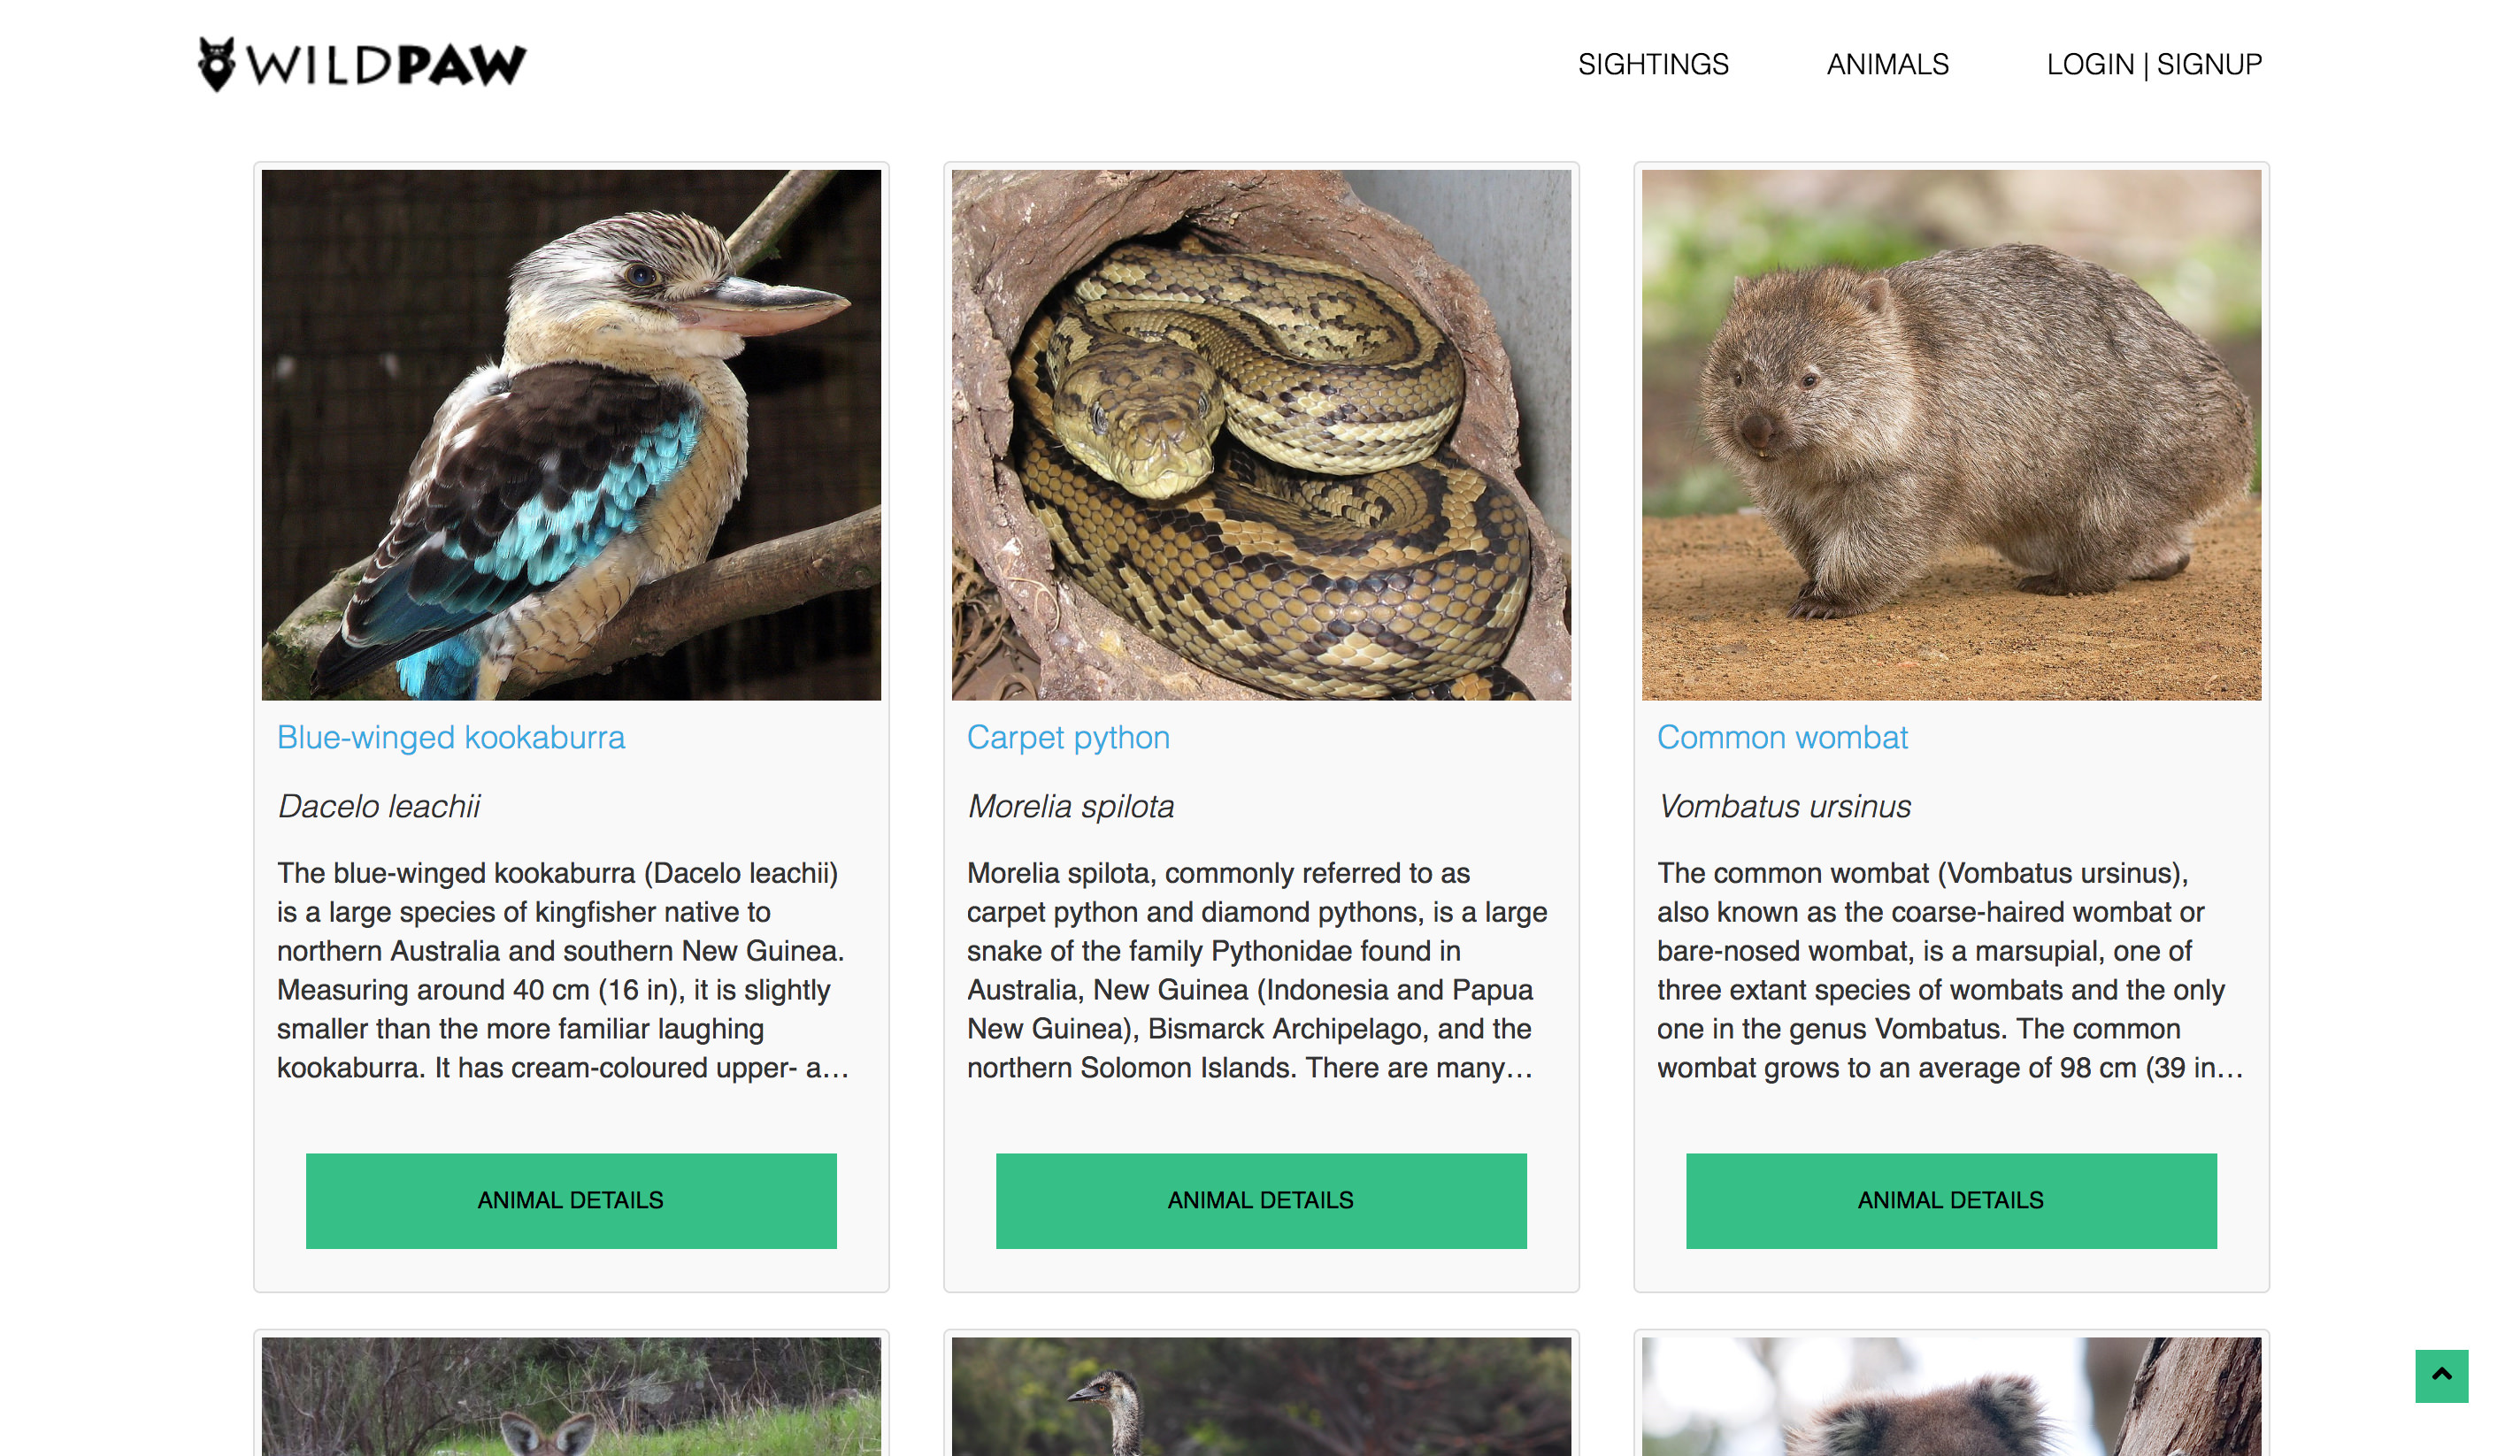 WILDPAW
SIGHTINGS
ANIMALS
LOGIN | SIGNUP
Blue-winged kookaburra
Dacelo leachii
The blue-winged kookaburra (Dacelo leachii)
is a large species of kingfisher native to
northern Australia and southern New Guinea.
Measuring around 40 cm (16 in), it is slightly
smaller than the more familiar laughing
kookaburra. It has cream-coloured upper- a…
ANIMAL DETAILS
Carpet python
Morelia spilota
Morelia spilota, commonly referred to as
carpet python and diamond pythons, is a large
snake of the family Pythonidae found in
Australia, New Guinea (Indonesia and Papua
New Guinea), Bismarck Archipelago, and the
northern Solomon Islands. There are many…
ANIMAL DETAILS
Common wombat
Vombatus ursinus
The common wombat (Vombatus ursinus),
also known as the coarse-haired wombat or
bare-nosed wombat, is a marsupial, one of
three extant species of wombats and the only
one in the genus Vombatus. The common
wombat grows to an average of 98 cm (39 in…
ANIMAL DETAILS